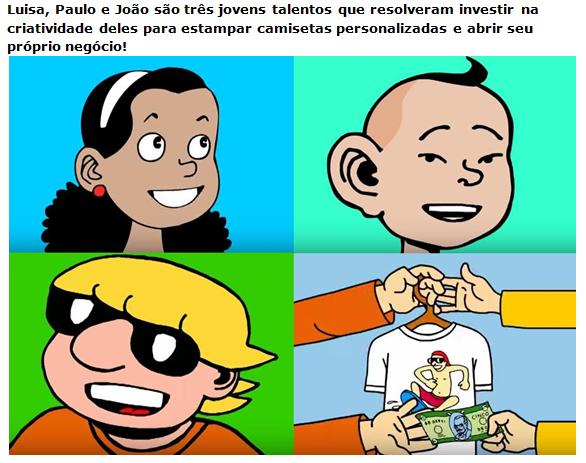 Luisa, Paulo e João são três jovens talentos que resolveram investir na
criatividade deles para estampar camisetas personalizadas e abrir seu
próprio negócio!
CINCO